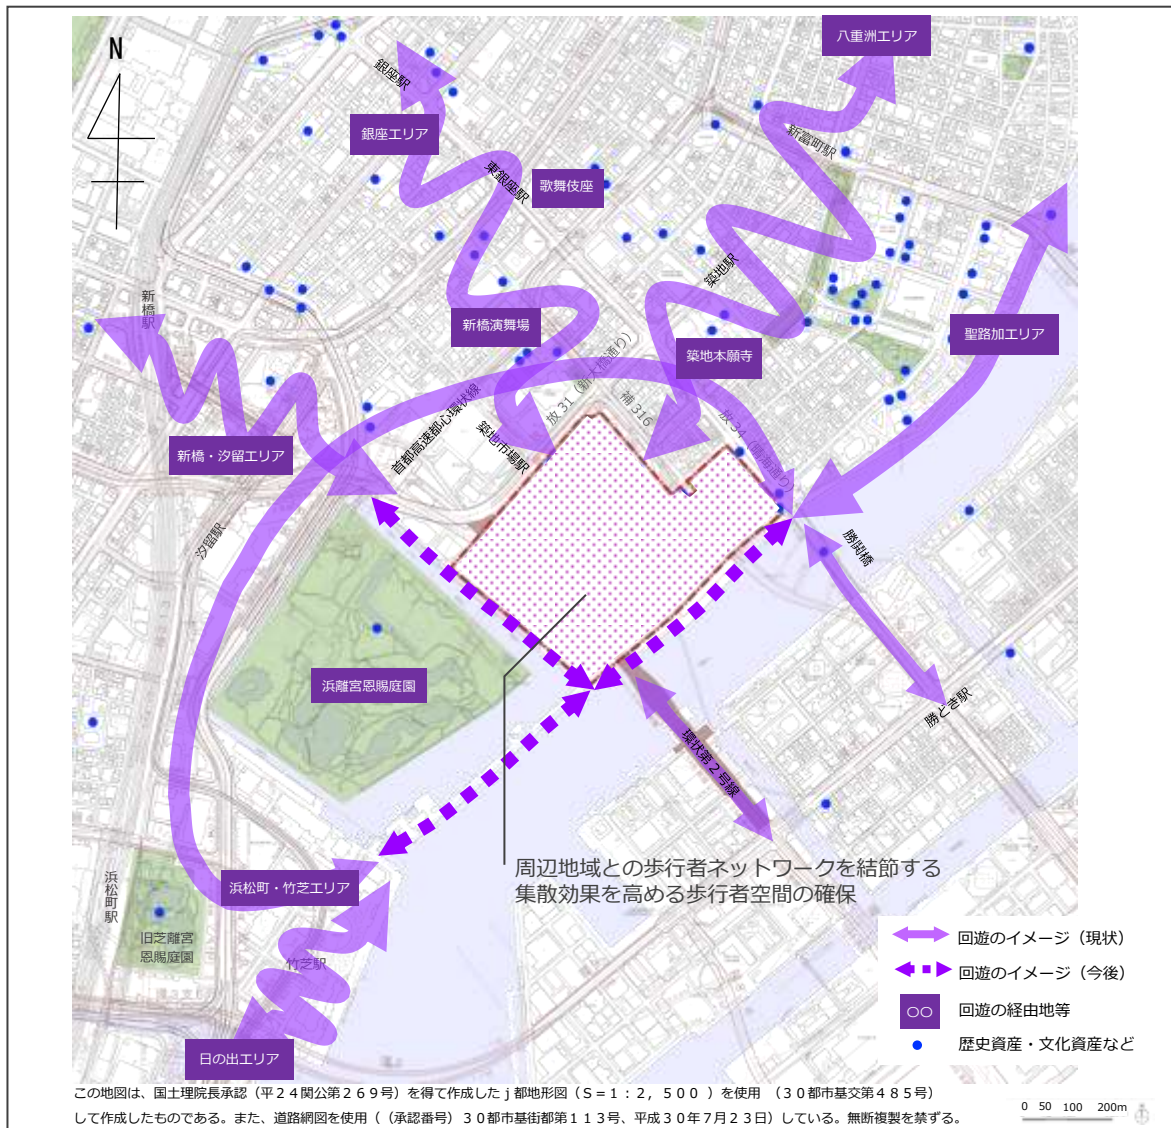 N
八重洲エリア
銀座駅
銀座エリア
新富町駅
東銀座駅
歌舞伎座
築地駅
新橋駅
新橋演舞場
築地本願寺
聖路加エリア
放31(新大橋通り)
補316
放34(晴海通り)
首都高速都心環状線
築地市場駅
新橋・汐留エリア
汐留駅
勝鬨橋
浜離宮恩賜庭園
勝どき駅
環状第2号線
周辺地域との歩行者ネットワークを結節する
集散効果を高める歩行者空間の確保
浜松町・竹芝エリア
浜松町駅
旧芝離宮
恩賜庭園
竹芝駅
日の出エリア
回遊のイメージ(現状)
回遊のイメージ(今後)
○○ 回遊の経由地等
歴史資産・文化資産など
この地図は、国土理院長承認(平24関公第269号)を得て作成したj都地形図(S=1:2,500)を使用 (30都市基交第485号)
して作成したものである。また、道路網図を使用((承認番号)30都市基街都第113号、平成30年7月23日)している。無断複製を禁ずる。
0 50 100 200m